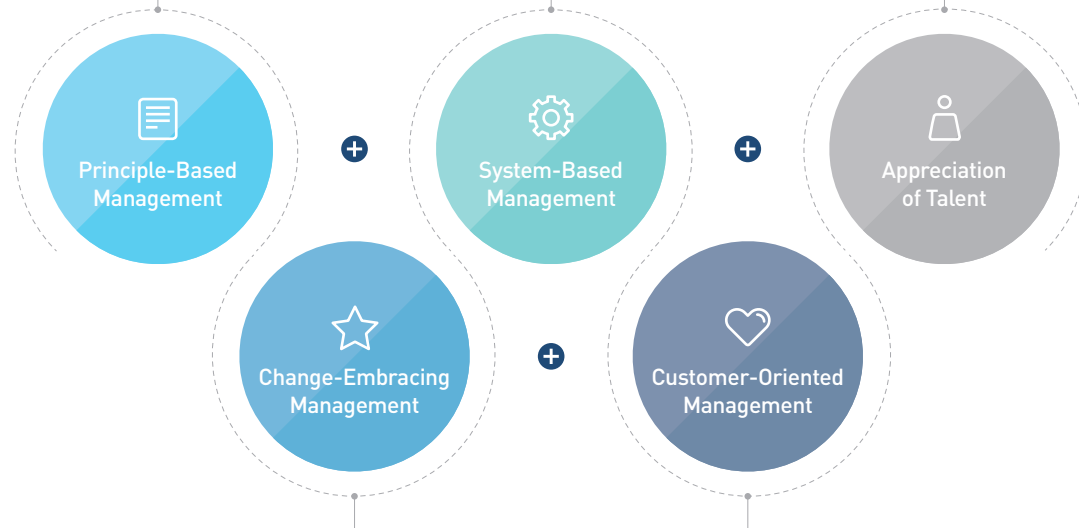 Principle-Based
Management
System-Based
Management
Appreciation
of Talent
Change-Embracing
Management
Customer-Oriented
Management